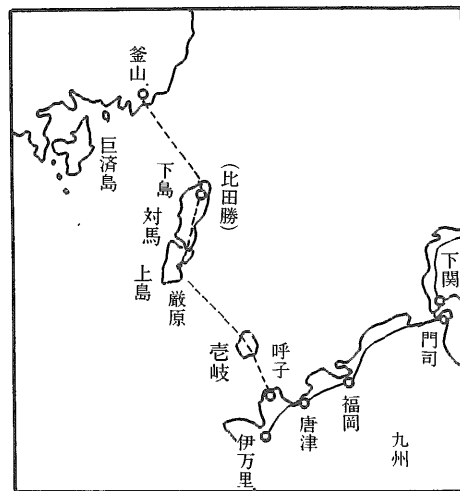 釜山
巨済島
下島
(比田勝)
対馬
上島
厳原
壱岐
呼子
伊万里
唐津
福岡
門司
下関
九州